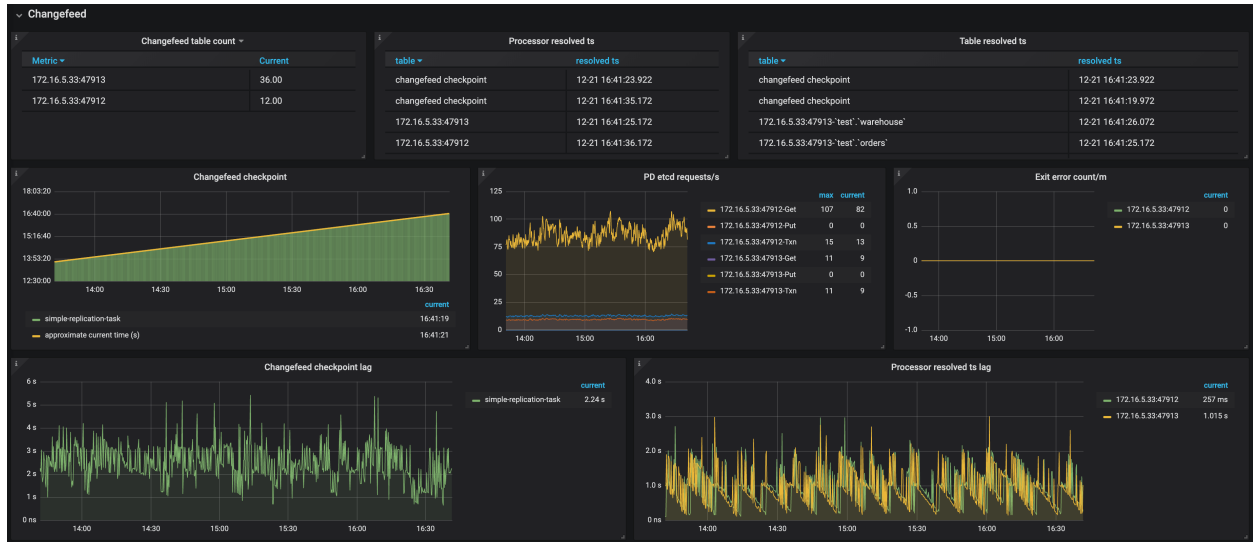 Changefeed
Changefeed table count
Metric Current
172.16.5.33:47913 36.00
172.16.5.33:47912 12.00
Processor resolved ts
table resolved ts
changefeed checkpoint 12-21 16:41:23.922
changefeed checkpoint 12-21 16:41:35.172
172.16.5.33:47913 12-21 16:41:25.172
172.16.5.33:47912 12-21 16:41:36.172
Table resolved ts
table resolved ts
changefeed checkpoint 12-21 16:41:23.922
changefeed checkpoint 12-21 16:41:19.972
172.16.5.33:47913-`test`.`warehouse` 12-21 16:41:26.072
172.16.5.33:47913-`test`.`orders` 12-21 16:41:25.172
Changefeed checkpoint
18:03:20
16:40:00
15:16:40
13:53:20
12:30:00
14:00 14:30 15:00 15:30 16:00 16:30
current
simple-replication-task 16:41:19
approximate current time (s) 16:41:21
PD etcd requests/s
125
100
75
50
25
0
14:00 15:00 16:00
max current
172.16.5.33:47912-Get 107 82
172.16.5.33:47912-Put 0 0
172.16.5.33:47912-Txn 15 13
172.16.5.33:47913-Get 11 9
172.16.5.33:47913-Put 0 0
172.16.5.33:47913-Txn 11 9
Exit error count/m
1.0
0.5
0
-0.5
-1.0
14:00 15:00 16:00
current
172.16.5.33:47912 0
172.16.5.33:47913 0
Changefeed checkpoint lag
6 s
5 s
4 s
3 s
2 s
1 s
0 ns
14:00 14:30 15:00 15:30 16:00 16:30
current
simple-replication-task 2.24 s
Processor resolved ts lag
4.0 s
3.0 s
2.0 s
1.0 s
0 ns
14:00 14:30 15:00 15:30 16:00 16:30
current
172.16.5.33:47912 257 ms
172.16.5.33:47913 1.015 s